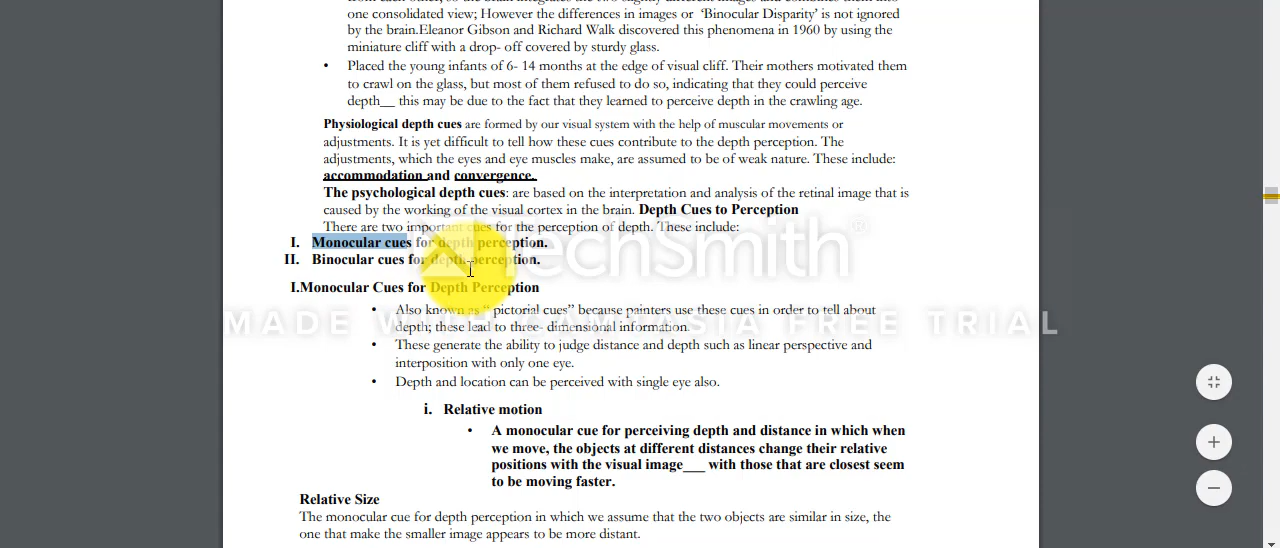 one consolidated view; However the differences in images or ‘Binocular Disparity’ is not ignored
by the brain.Eleanor Gibson and Richard Walk discovered this phenomena in 1960 by using the
miniature cliff with a drop- off covered by sturdy glass.
• Placed the young infants of 6- 14 months at the edge of visual cliff. Their mothers motivated them
to crawl on the glass, but most of them refused to do so, indicating that they could perceive
depth__ this may be due to the fact that they learned to perceive depth in the crawling age.
Physiological depth cues are formed by our visual system with the help of muscular movements or
adjustments. It is yet difficult to tell how these cues contribute to the depth perception. The
adjustments, which the eyes and eye muscles make, are assumed to be of weak nature. These include:
accommodation and convergence.
The psychological depth cues: are based on the interpretation and analysis of the retinal image that is
caused by the working of the visual cortex in the brain. Depth Cues to Perception
There are two important cues for the perception of depth. These include:
I. Monocular cues for depth perception.
II. Binocular cues for depth perception.
TechSmith®
I.Monocular Cues for Depth Perception
• Also known as “ pictorial cues” because painters use these cues in order to tell about
MADE WITH CAMTASIA FREE TRIAL
depth; these lead to three- dimensional information.
• These generate the ability to judge distance and depth such as linear perspective and
interposition with only one eye.
• Depth and location can be perceived with single eye also.
i. Relative motion
• A monocular cue for perceiving depth and distance in which when
we move, the objects at different distances change their relative
positions with the visual image___ with those that are closest seem
to be moving faster.
Relative Size
The monocular cue for depth perception in which we assume that the two objects are similar in size, the
one that make the smaller image appears to be more distant.